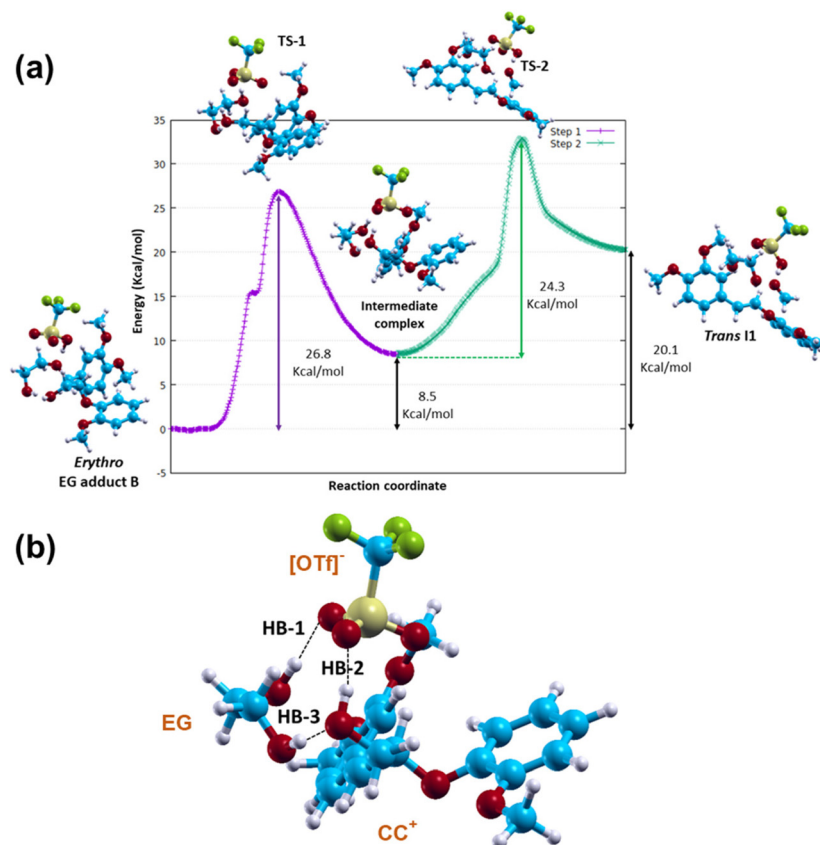 (a)
TS-1
TS-2
35
30
25
20
15
10
5
0
-5
Energy (Kcal/mol)
Step 1
Step 2
Intermediate
complex
26.8
Kcal/mol
8.5
Kcal/mol
24.3
Kcal/mol
20.1
Kcal/mol
Trans I1
Erythro
EG adduct B
Reaction coordinate
(b)
[OTf]⁻
HB-1
HB-2
EG
HB-3
CC⁺